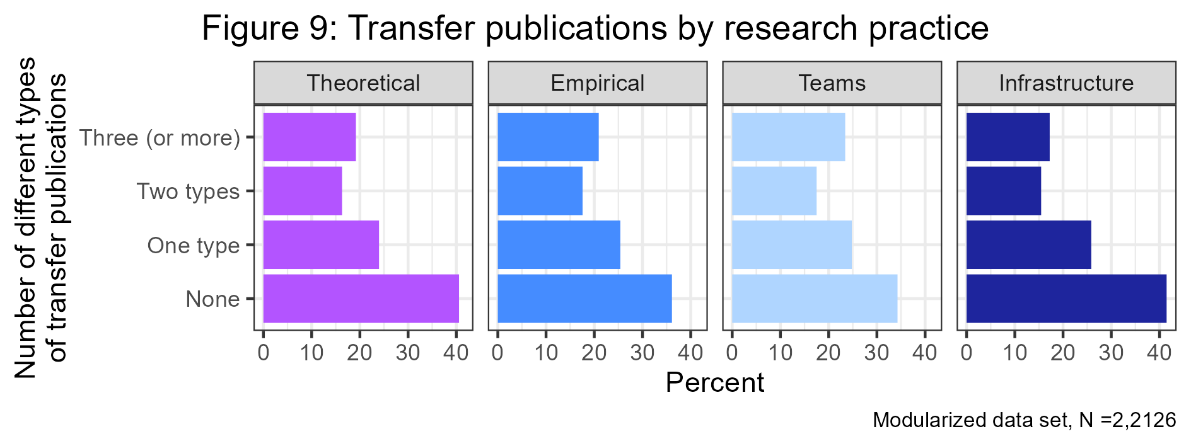 Figure 9: Transfer publications by research practice
Number of different types
of transfer publications
Theoretical
Empirical
Teams
Infrastructure
Three (or more)
Two types
One type
None
0 10 20 30 40
0 10 20 30 40
0 10 20 30 40
0 10 20 30 40
Percent
Modularized data set, N =2,2126